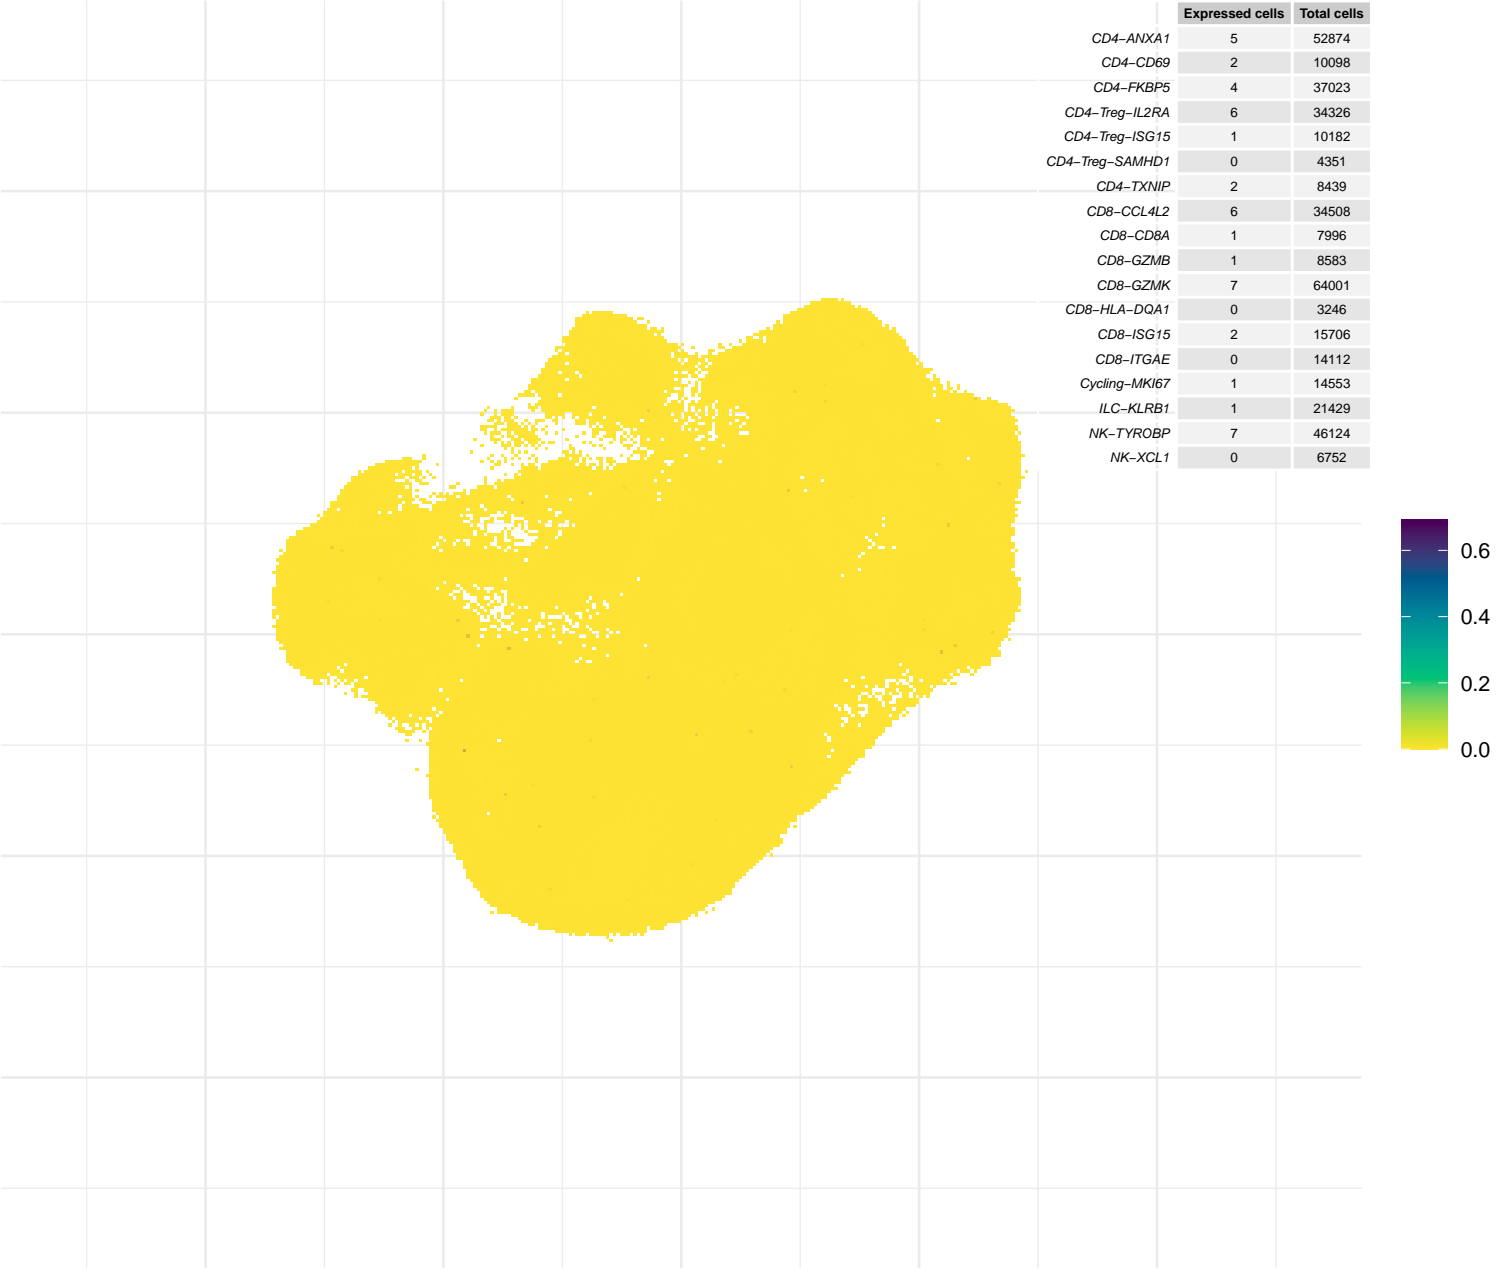 Expressed cells Total cells
CD4−ANXA1 5 52874
CD4−CD69 2 10098
CD4−FKBP5 4 37023
CD4−Treg−IL2RA 6 34326
CD4−Treg−ISG15 1 10182
CD4−Treg−SAMHD1 0 4351
CD4−TXNIP 2 8439
CD8−CCL4L2 6 34508
CD8−CD8A 1 7996
CD8−GZMB 1 8583
CD8−GZMK 7 64001
CD8−HLA−DQA1 0 3246
CD8−ISG15 2 15706
CD8−ITGAE 0 14112
Cycling−MKI67 1 14553
ILC−KLRB1 1 21429
NK−TYROBP 7 46124
NK−XCL1 0 6752
0.6
0.4
0.2
0.0